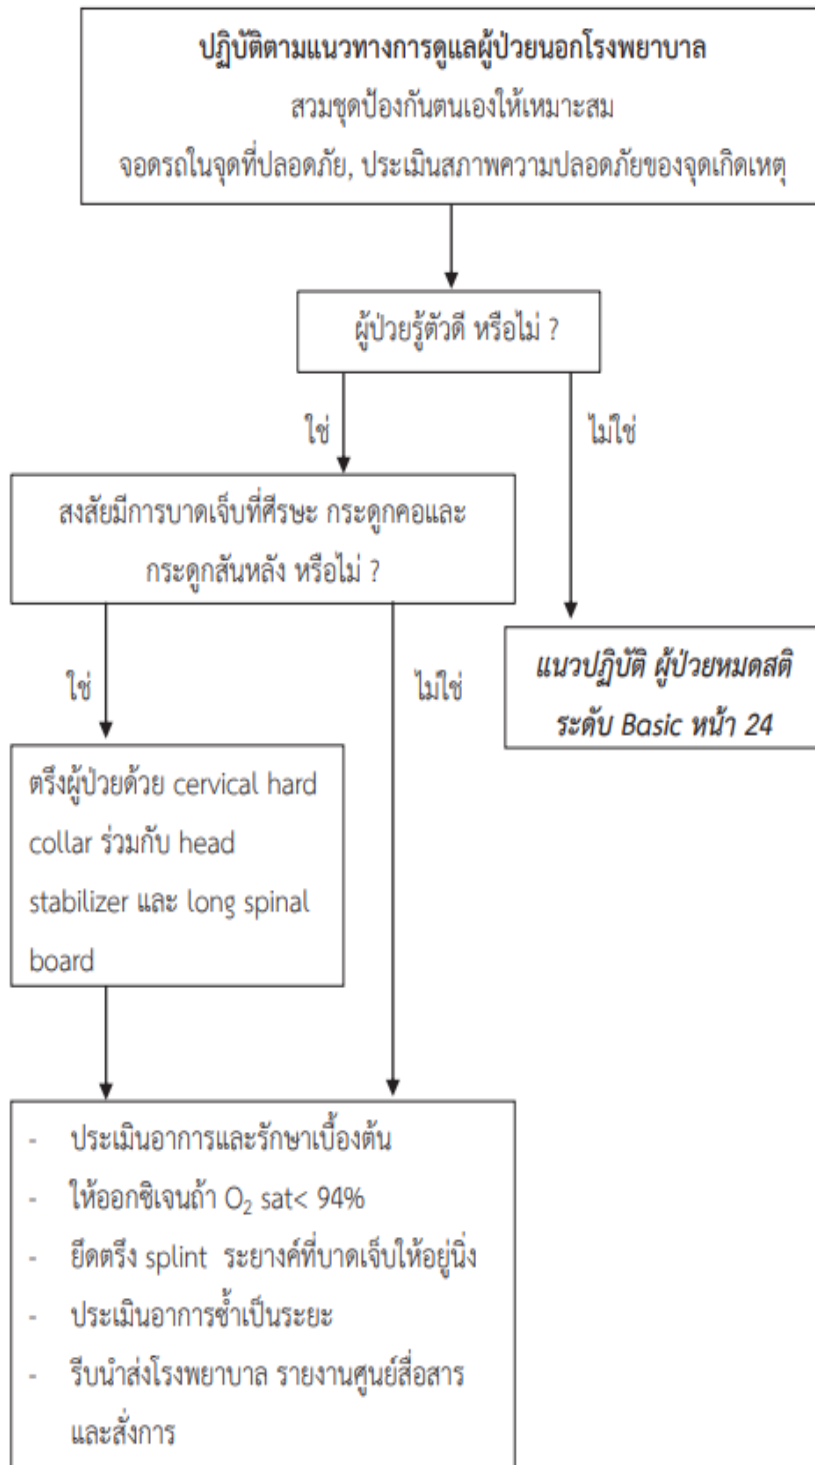 ปฏิบัติตามแนวทางการดูแลผู้ป่วยนอกโรงพยาบาล
สวมชุดป้องกันตนเองให้เหมาะสม
จอดรถในจุดที่ปลอดภัย, ประเมินสภาพความปลอดภัยของจุดเกิดเหตุ
ผู้ป่วยรู้ตัวดี หรือไม่ ?
ใช่
ไม่ใช่
สงสัยมีการบาดเจ็บที่ศีรษะ กระดูกคอและ
กระดูกสันหลัง หรือไม่ ?
แนวปฏิบัติ ผู้ป่วยหมดสติ
ระดับ Basic หน้า 24
ใช่
ไม่ใช่
ตรึงผู้ป่วยด้วย cervical hard
collar ร่วมกับ head
stabilizer และ long spinal
board
- ประเมินอาการและรักษาเบื้องต้น
- ให้ออกซิเจนถ้า O₂ sat< 94%
- ยึดตรึง splint ระยางค์ที่บาดเจ็บให้อยู่นิ่ง
- ประเมินอาการซ้ำเป็นระยะ
- รีบนำส่งโรงพยาบาล รายงานศูนย์สื่อสาร
และสั่งการ